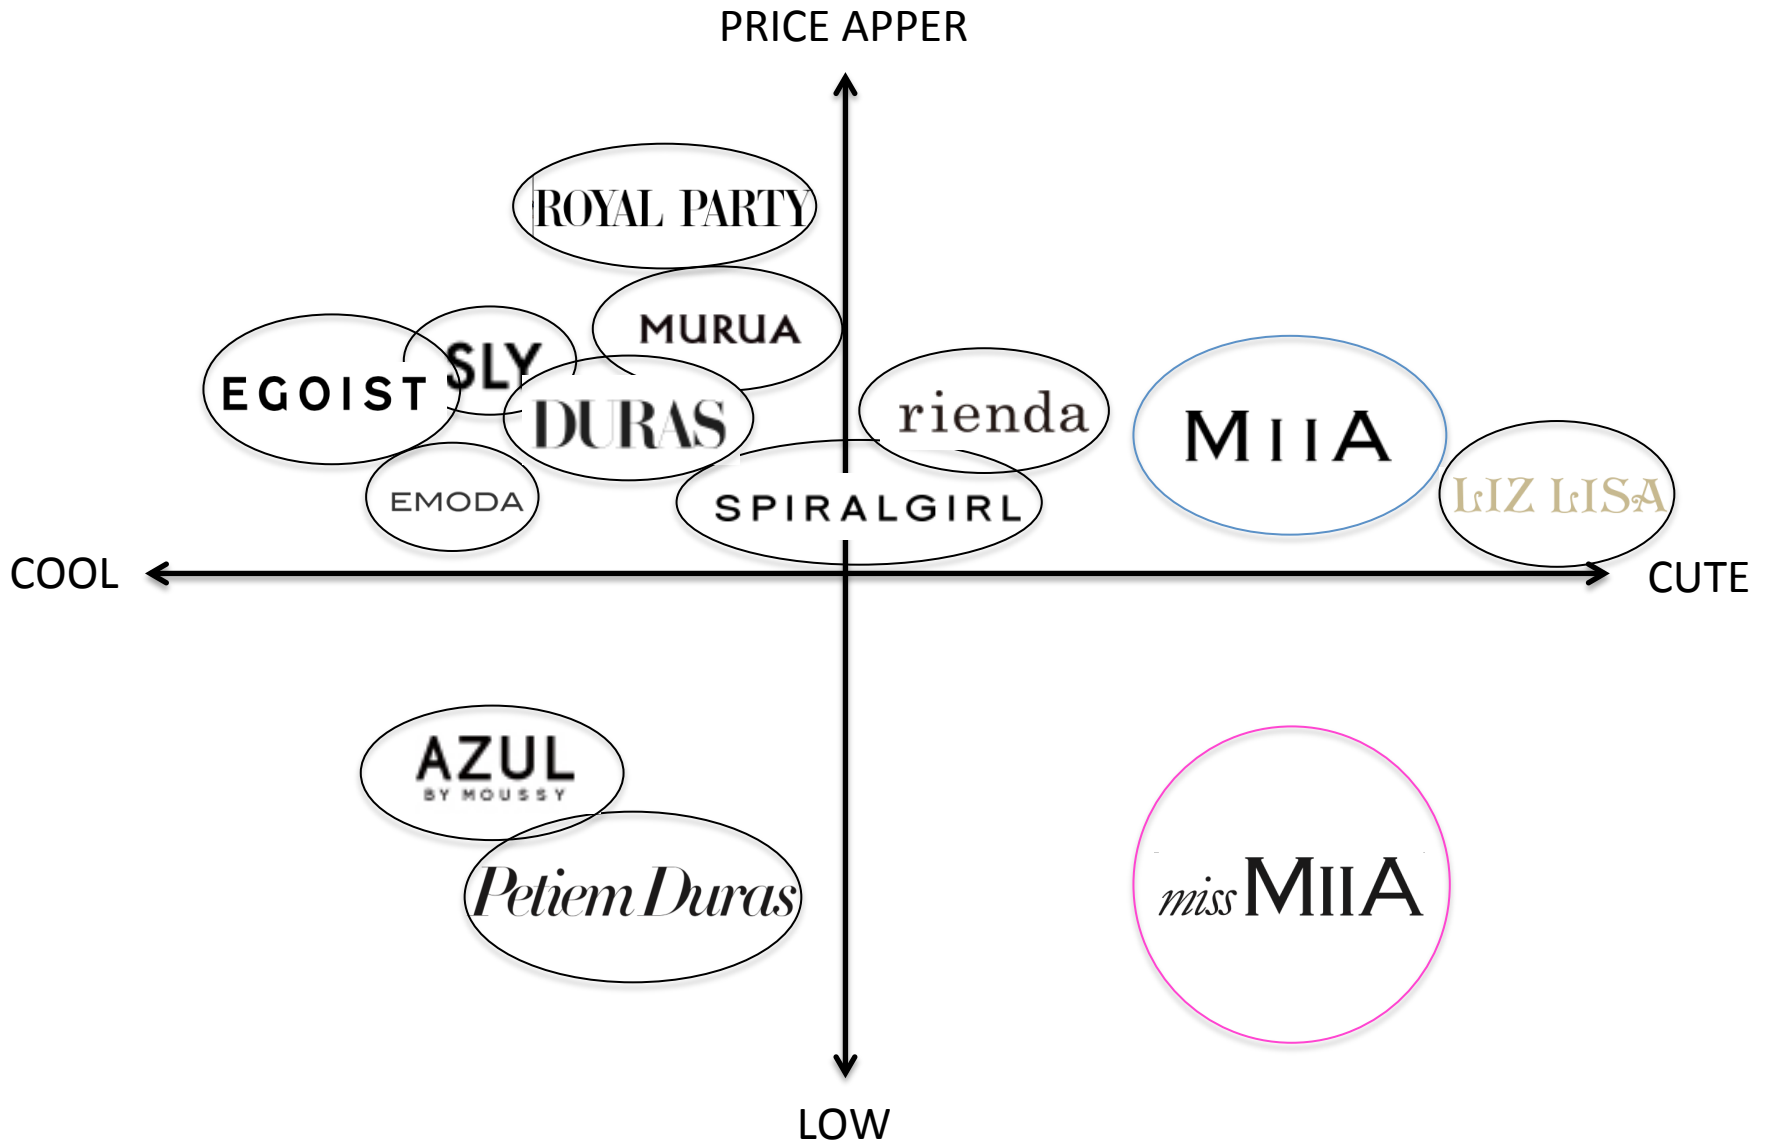 PRICE APPER
ROYAL PARTY
MURUA
SLY
EGOIST
DURAS
rienda
MIIA
LIZ LISA
EMODA
SPIRALGIRL
COOL
CUTE
AZUL
BY MOUSSY
Petiem Duras
miss MIIA
LOW